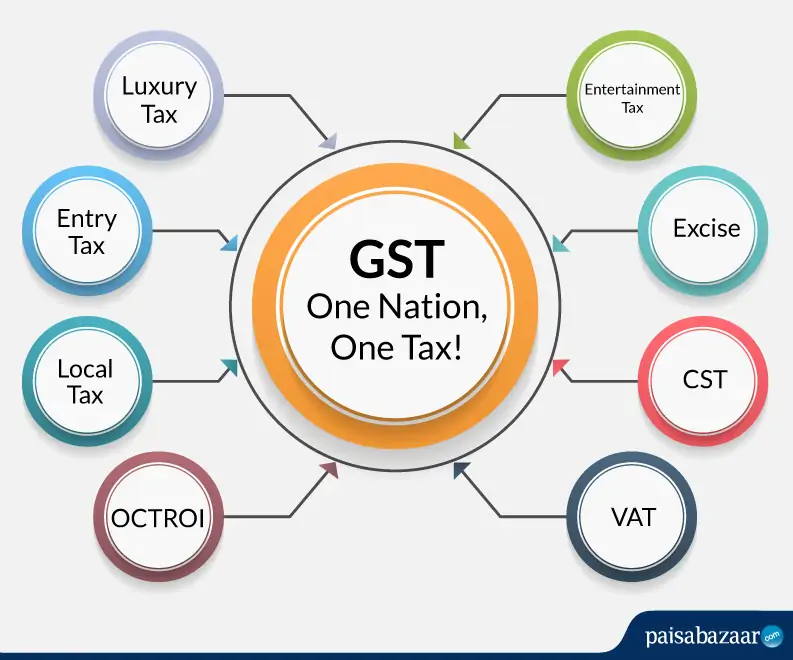 Luxury
Tax
Entertainment
Tax
Entry
Tax
Excise
GST
One Nation,
One Tax!
Local
Tax
CST
OCTROI
VAT
paisabazaar.com